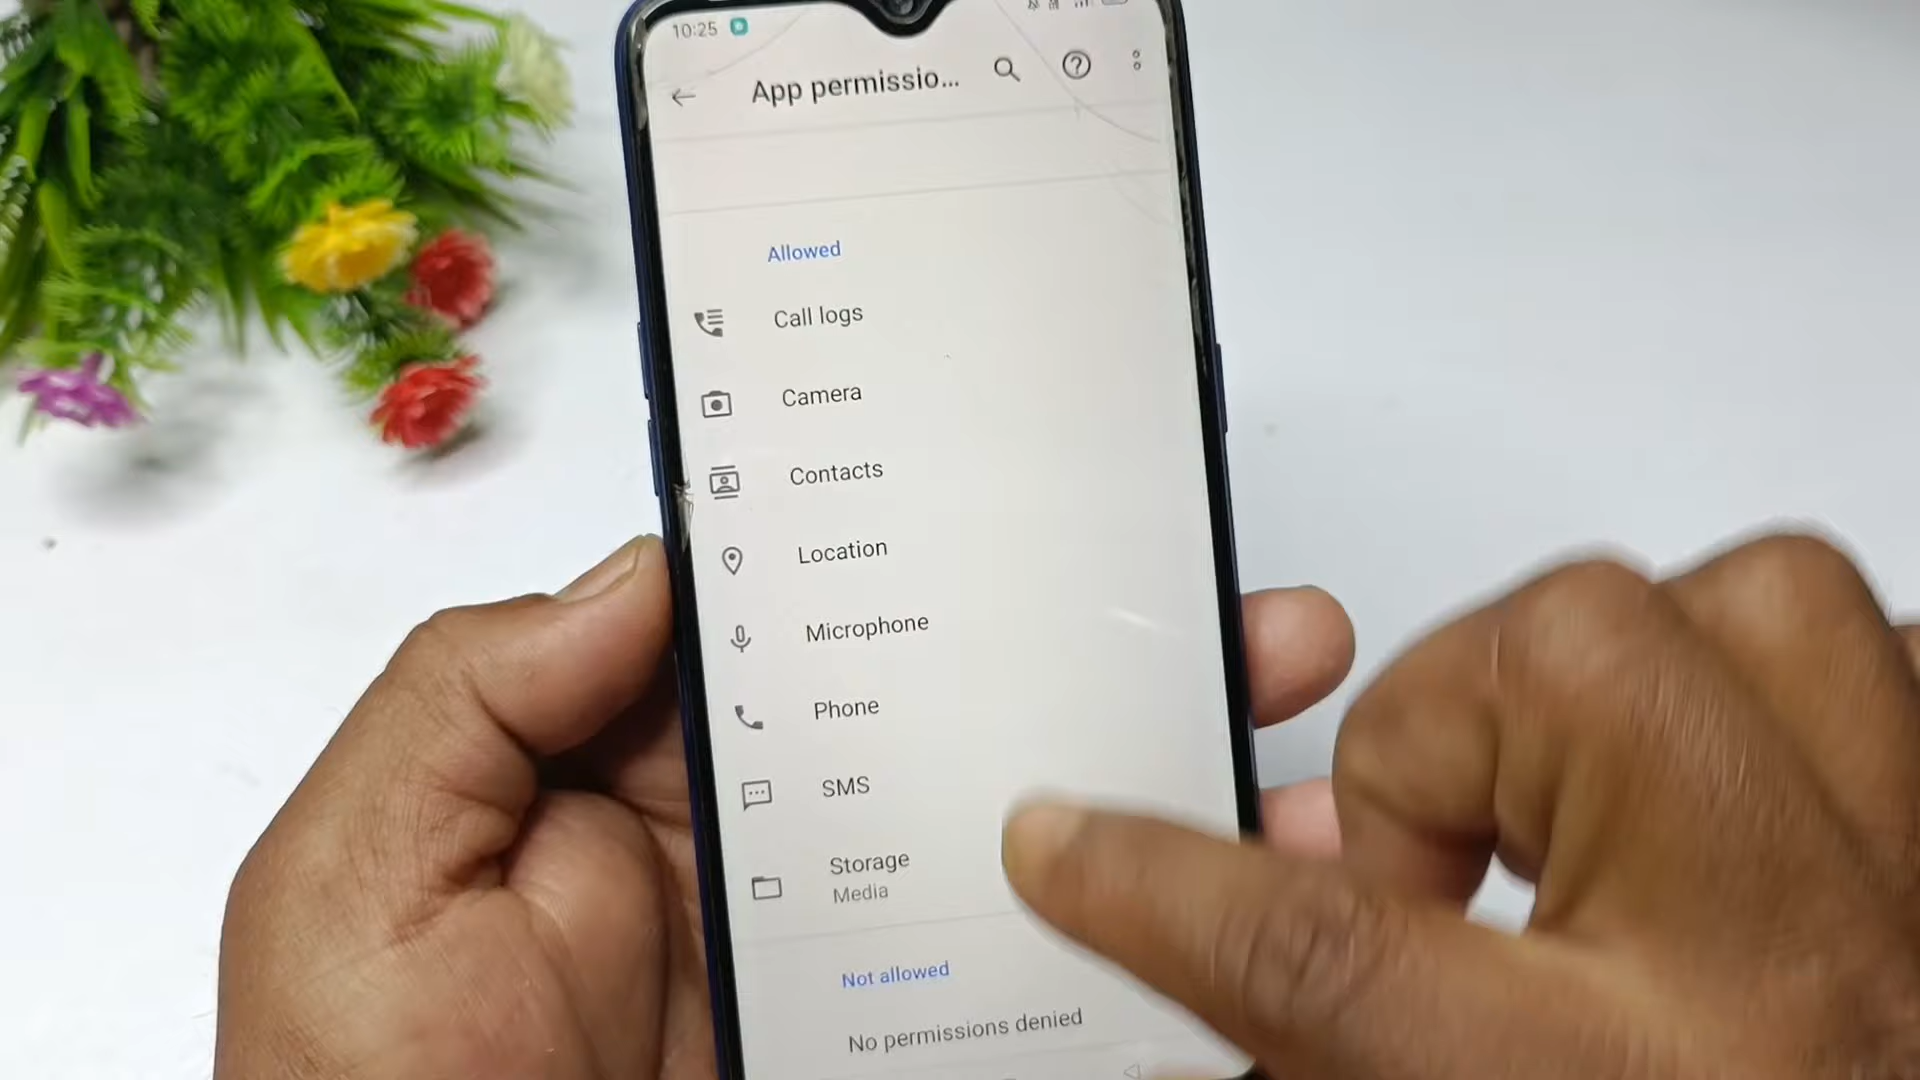 10:25
App permissio...
Allowed
Call logs
Camera
Contacts
Location
Microphone
Phone
SMS
Storage
Media
Not allowed
No permissions denied